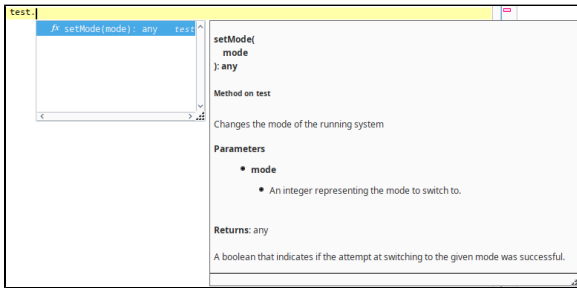 test.
fx setMode(mode): any test
setMode(
mode
): any
Method on test
Changes the mode of the running system
Parameters
mode
An integer representing the mode to switch to.
Returns: any
A boolean that indicates if the attempt at switching to the given mode was successful.